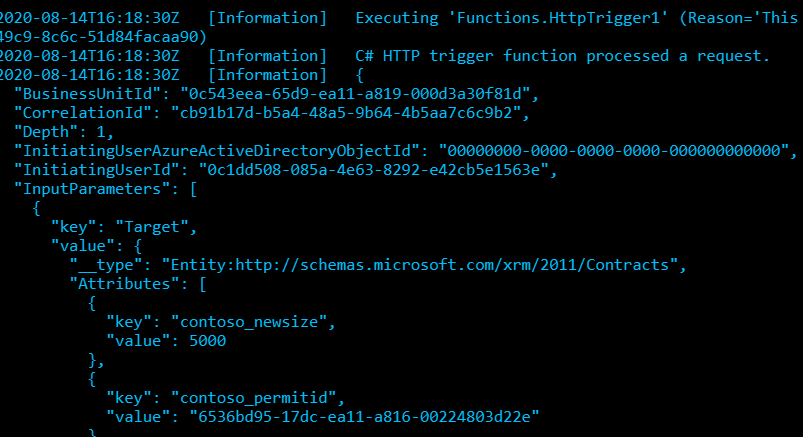 2020-08-14T16:18:30Z   [Information]   Executing 'Functions.HttpTrigger1' (Reason='This
49c9-8c6c-51d84facaa90)
2020-08-14T16:18:30Z   [Information]   C# HTTP trigger function processed a request.
2020-08-14T16:18:30Z   [Information]   {
  "BusinessUnitId": "0c543eea-65d9-ea11-a819-000d3a30f81d",
  "CorrelationId": "cb91b17d-b5a4-48a5-9b64-4b5aa7c6c9b2",
  "Depth": 1,
  "InitiatingUserAzureActiveDirectoryObjectId": "00000000-0000-0000-0000-000000000000",
  "InitiatingUserId": "0c1dd508-085a-4e63-8292-e42cb5e1563e",
  "InputParameters": [
    {
      "key": "Target",
      "value": {
        "__type": "Entity:http://schemas.microsoft.com/xrm/2011/Contracts",
        "Attributes": [
          {
            "key": "contoso_newsize",
            "value": 5000
          },
          {
            "key": "contoso_permitid",
            "value": "6536bd95-17dc-ea11-a816-00224803d22e"
          }